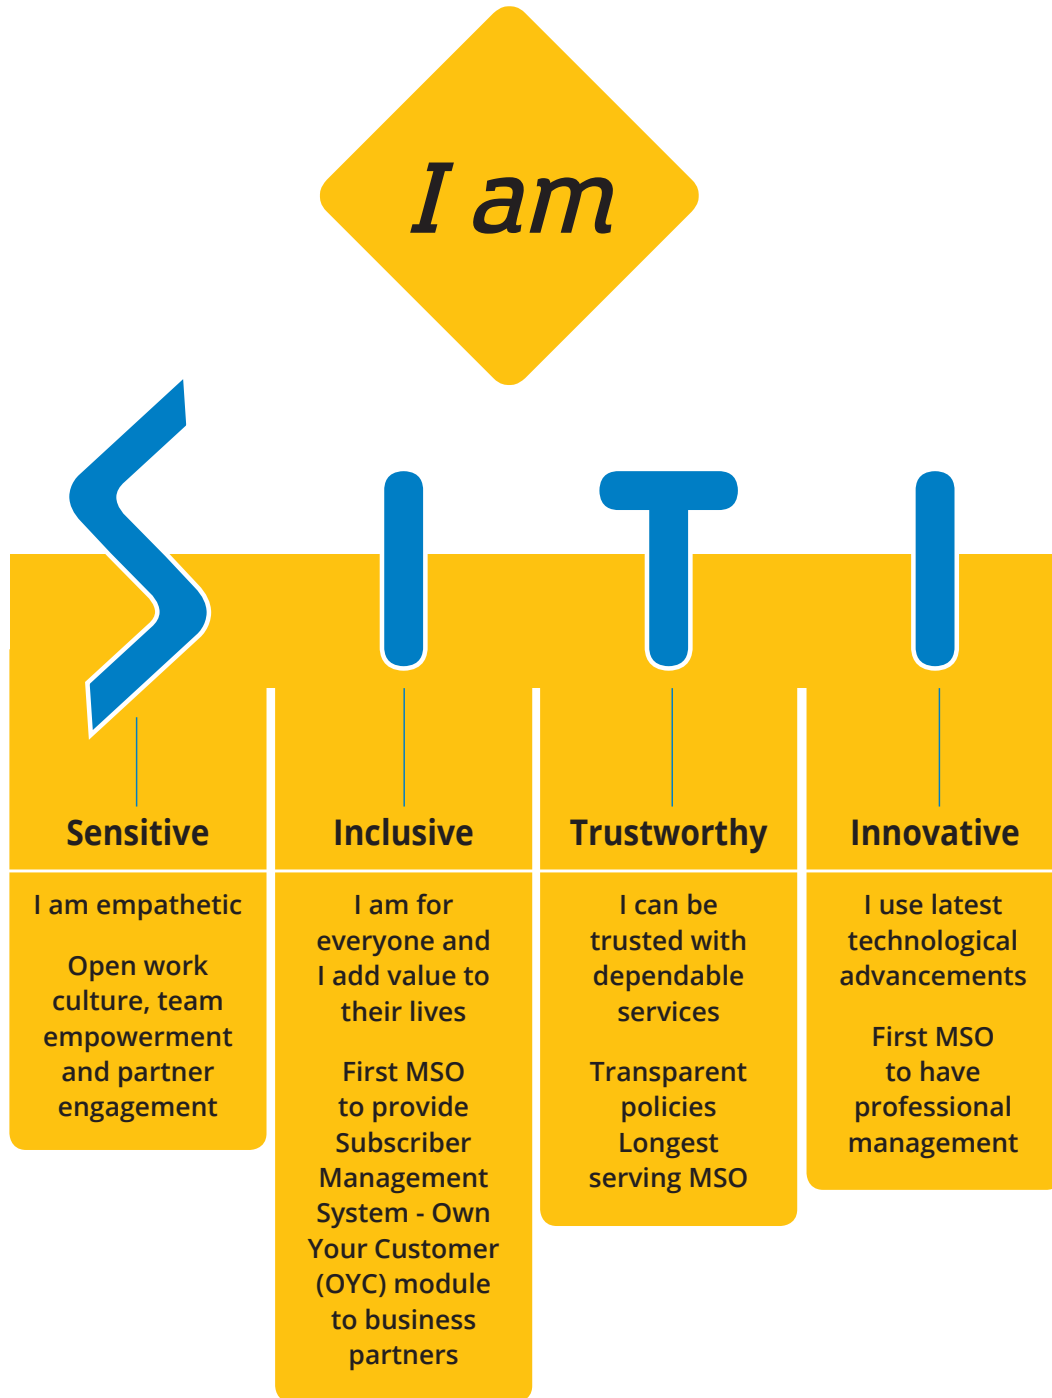 I am
SITI
Sensitive
I am empathetic
Open work
culture, team
empowerment
and partner
engagement
Inclusive
I am for
everyone and
I add value to
their lives
First MSO
to provide
Subscriber
Management
System - Own
Your Customer
(OYC) module
to business
partners
Trustworthy
I can be
trusted with
dependable
services
Transparent
policies
Longest
serving MSO
Innovative
I use latest
technological
advancements
First MSO
to have
professional
management